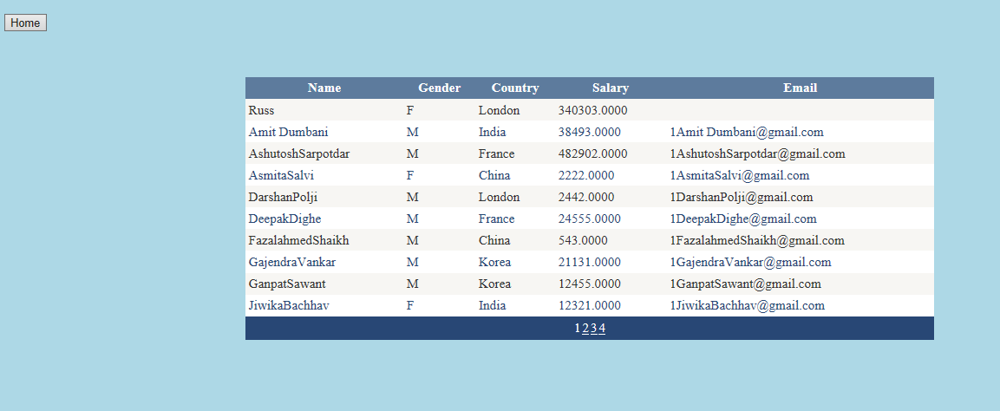 Home
Name Gender Country Salary Email
Russ F London 340303.0000
Amit Dumbani M India 38493.0000 1Amit Dumbani@gmail.com
AshutoshSarpotdar M France 482902.0000 1AshutoshSarpotdar@gmail.com
AsmitaSalvi F China 2222.0000 1AsmitaSalvi@gmail.com
DarshanPolji M London 2442.0000 1DarshanPolji@gmail.com
DeepakDighe M France 24555.0000 1DeepakDighe@gmail.com
FazalahmedShaikh M China 543.0000 1FazalahmedShaikh@gmail.com
GajendraVankar M Korea 21131.0000 1GajendraVankar@gmail.com
GanpatSawant M Korea 12455.0000 1GanpatSawant@gmail.com
JiwikaBachhav F India 12321.0000 1JiwikaBachhav@gmail.com
1 2 3 4